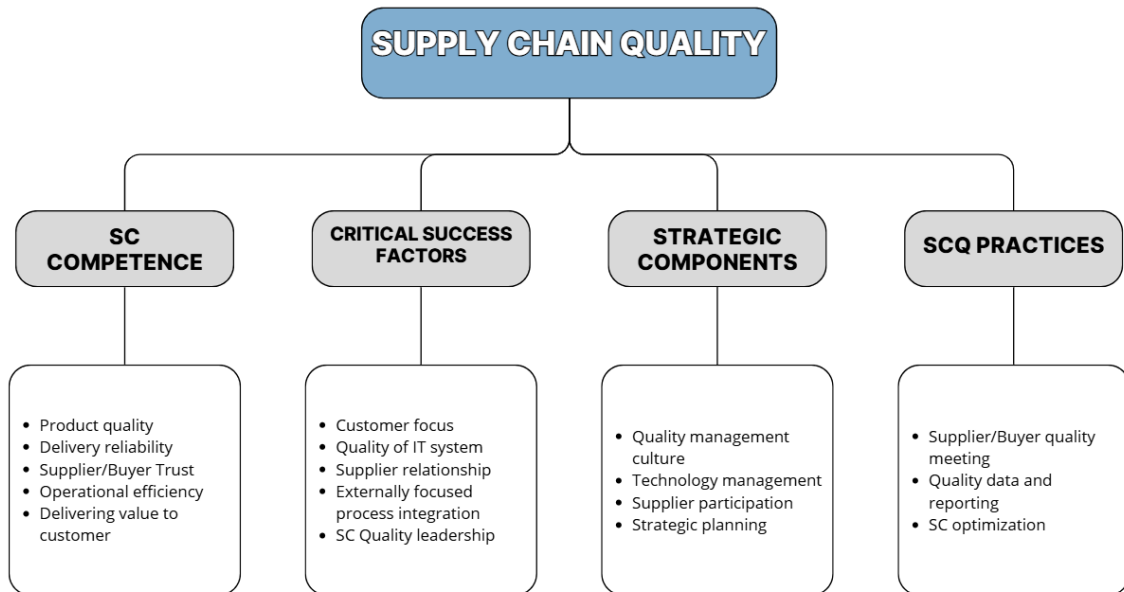 SUPPLY CHAIN QUALITY
SC
COMPETENCE
• Product quality
• Delivery reliability
• Supplier/Buyer Trust
• Operational efficiency
• Delivering value to
customer
CRITICAL SUCCESS
FACTORS
• Customer focus
• Quality of IT system
• Supplier relationship
• Externally focused
process integration
• SC Quality leadership
STRATEGIC
COMPONENTS
• Quality management
culture
• Technology management
• Supplier participation
• Strategic planning
SCQ PRACTICES
• Supplier/Buyer quality
meeting
• Quality data and
reporting
• SC optimization